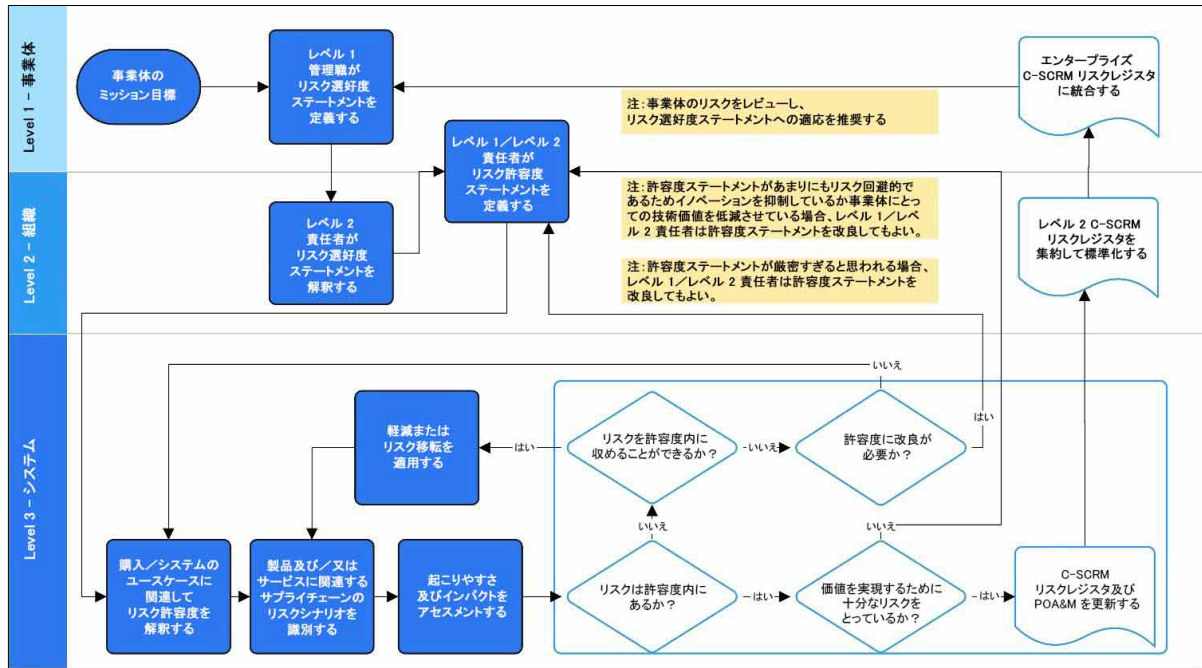 Level 1 – 事業体
事業体の
ミッション目標
レベル 1
管理職が
リスク選好度
ステートメントを
定義する
エンタープライズ
C-SCRM リスクレジスタ
に統合する
注：事業体のリスクをレビューし、
リスク選好度ステートメントへの適応を推奨する
レベル 1／レベル 2
責任者が
リスク許容度
ステートメントを
定義する
Level 2 – 組織
レベル 2
責任者が
リスク選好度
ステートメントを
解釈する
注：許容度ステートメントがあまりにもリスク回避的で
あるためイノベーションを抑制しているか事業体にとっ
ての技術価値を低減させている場合、レベル 1／レベ
ル 2 責任者は許容度ステートメントを改良してもよい。
注：許容度ステートメントが厳密すぎると思われる場合、
レベル 1／レベル 2 責任者は許容度ステートメントを
改良してもよい。
レベル 2 C-SCRM
リスクレジスタを
集約して標準化する
Level 3 – システム
いいえ
軽減または
リスク移転を
適用する
はい
リスクを許容度内に
収めることができるか？
いいえ
許容度に改良が
必要か？
はい
いいえ
いいえ
購入／システムの
ユースケースに
関連して
リスク許容度を
解釈する
製品及び／又は
サービスに関連する
サプライチェーンの
リスクシナリオを
識別する
起こりやすさ
及びインパクトを
アセスメントする
リスクは許容度内に
あるか？
はい
価値を実現するために
十分なリスクを
とっているか？
はい
C-SCRM
リスクレジスタ及び
POA&M を更新する